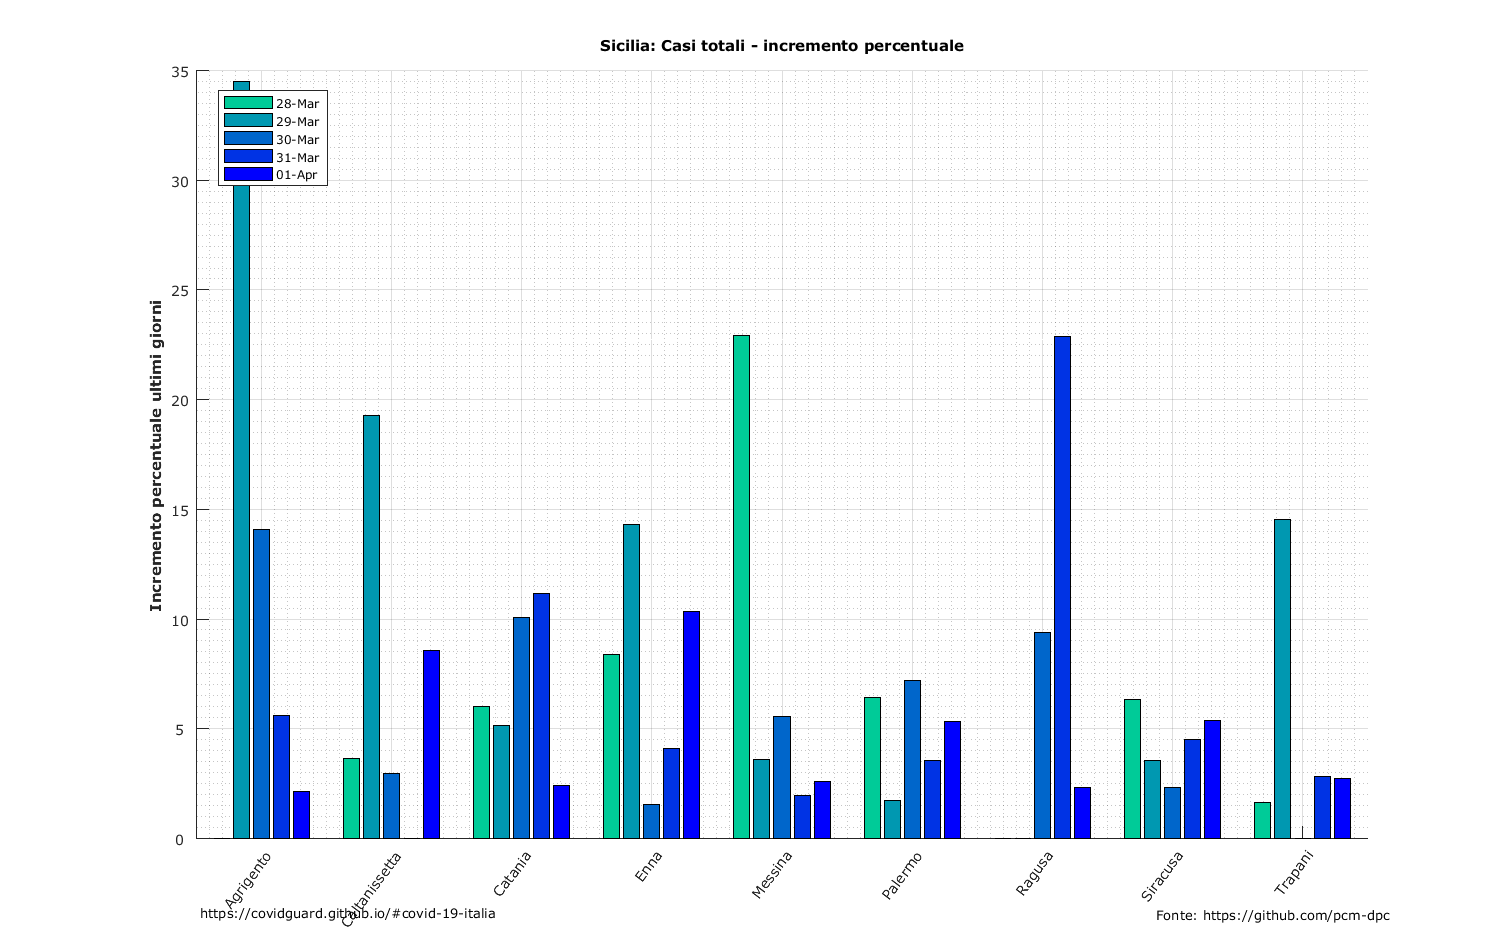 Sicilia: Casi totali - incremento percentuale
Incremento percentuale ultimi giorni
35
30
25
20
15
10
5
0
28-Mar
29-Mar
30-Mar
31-Mar
01-Apr
Agrigento
Caltanissetta
Catania
Enna
Messina
Palermo
Ragusa
Siracusa
Trapani
https://covidguard.github.io/#covid-19-italia
Fonte: https://github.com/pcm-dpc